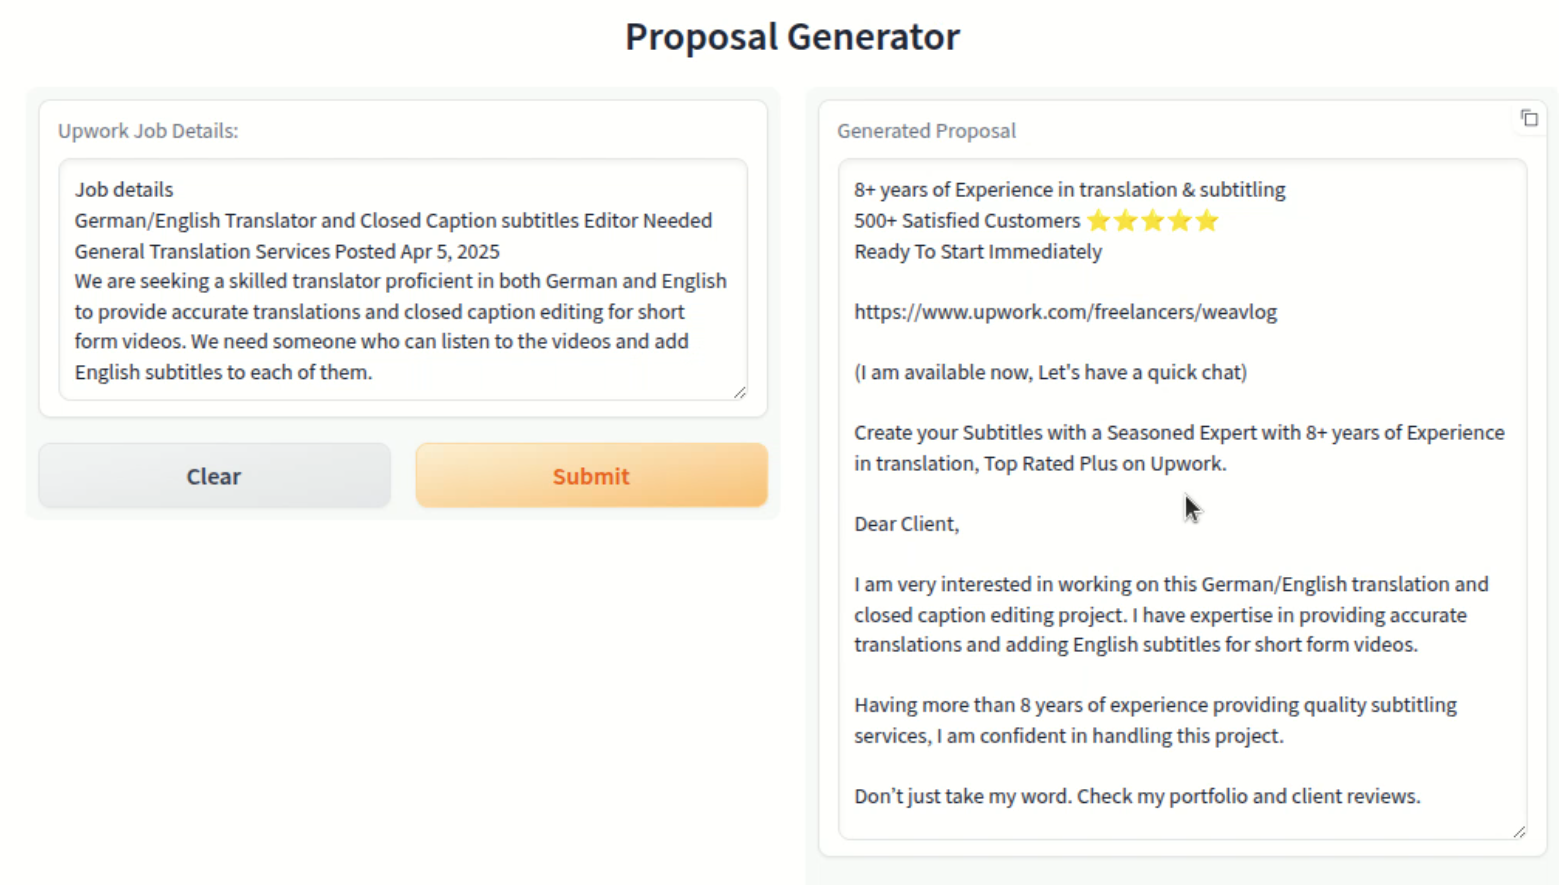 Proposal Generator
Upwork Job Details:
Job details
German/English Translator and Closed Caption subtitles Editor Needed
General Translation Services Posted Apr 5, 2025
We are seeking a skilled translator proficient in both German and English
to provide accurate translations and closed caption editing for short
form videos. We need someone who can listen to the videos and add
English subtitles to each of them.
Clear
Submit
Generated Proposal
8+ years of Experience in translation & subtitling
500+ Satisfied Customers ⭐⭐⭐⭐⭐
Ready To Start Immediately
https://www.upwork.com/freelancers/weavlog
(I am available now, Let's have a quick chat)
Create your Subtitles with a Seasoned Expert with 8+ years of Experience
in translation, Top Rated Plus on Upwork.
Dear Client,
I am very interested in working on this German/English translation and
closed caption editing project. I have expertise in providing accurate
translations and adding English subtitles for short form videos.
Having more than 8 years of experience providing quality subtitling
services, I am confident in handling this project.
Don’t just take my word. Check my portfolio and client reviews.